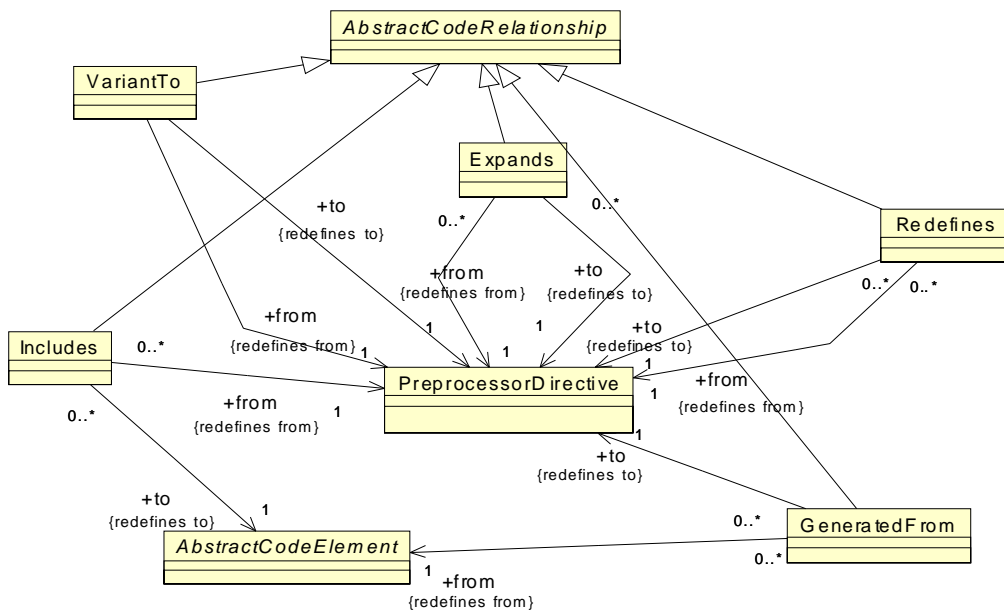 AbstractCodeRelationship
VariantTo
Expands
+to
{redefines to}
0..*
0..*
Redefines
+from
{redefines from}
+to
{redefines to}
0..*
0..*
+from
{redefines from}
1
1
+to
{redefines to}
Includes
0..*
1
1
1
+from
{redefines from}
PreprocessorDirective
1
0..*
+from
{redefines from}
1
1
+to
{redefines to}
+to
{redefines to}
1
0..*
GeneratedFrom
AbstractCodeElement
1
0..*
+from
{redefines from}